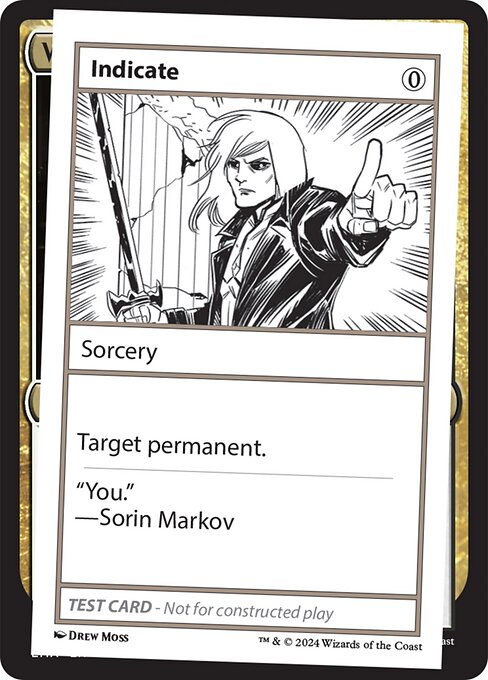 Indicate
0
Sorcery
Target permanent.
“You.”
—Sorin Markov
TEST CARD - Not for constructed play
DREW MOSS
™ & © 2024 Wizards of the Coast